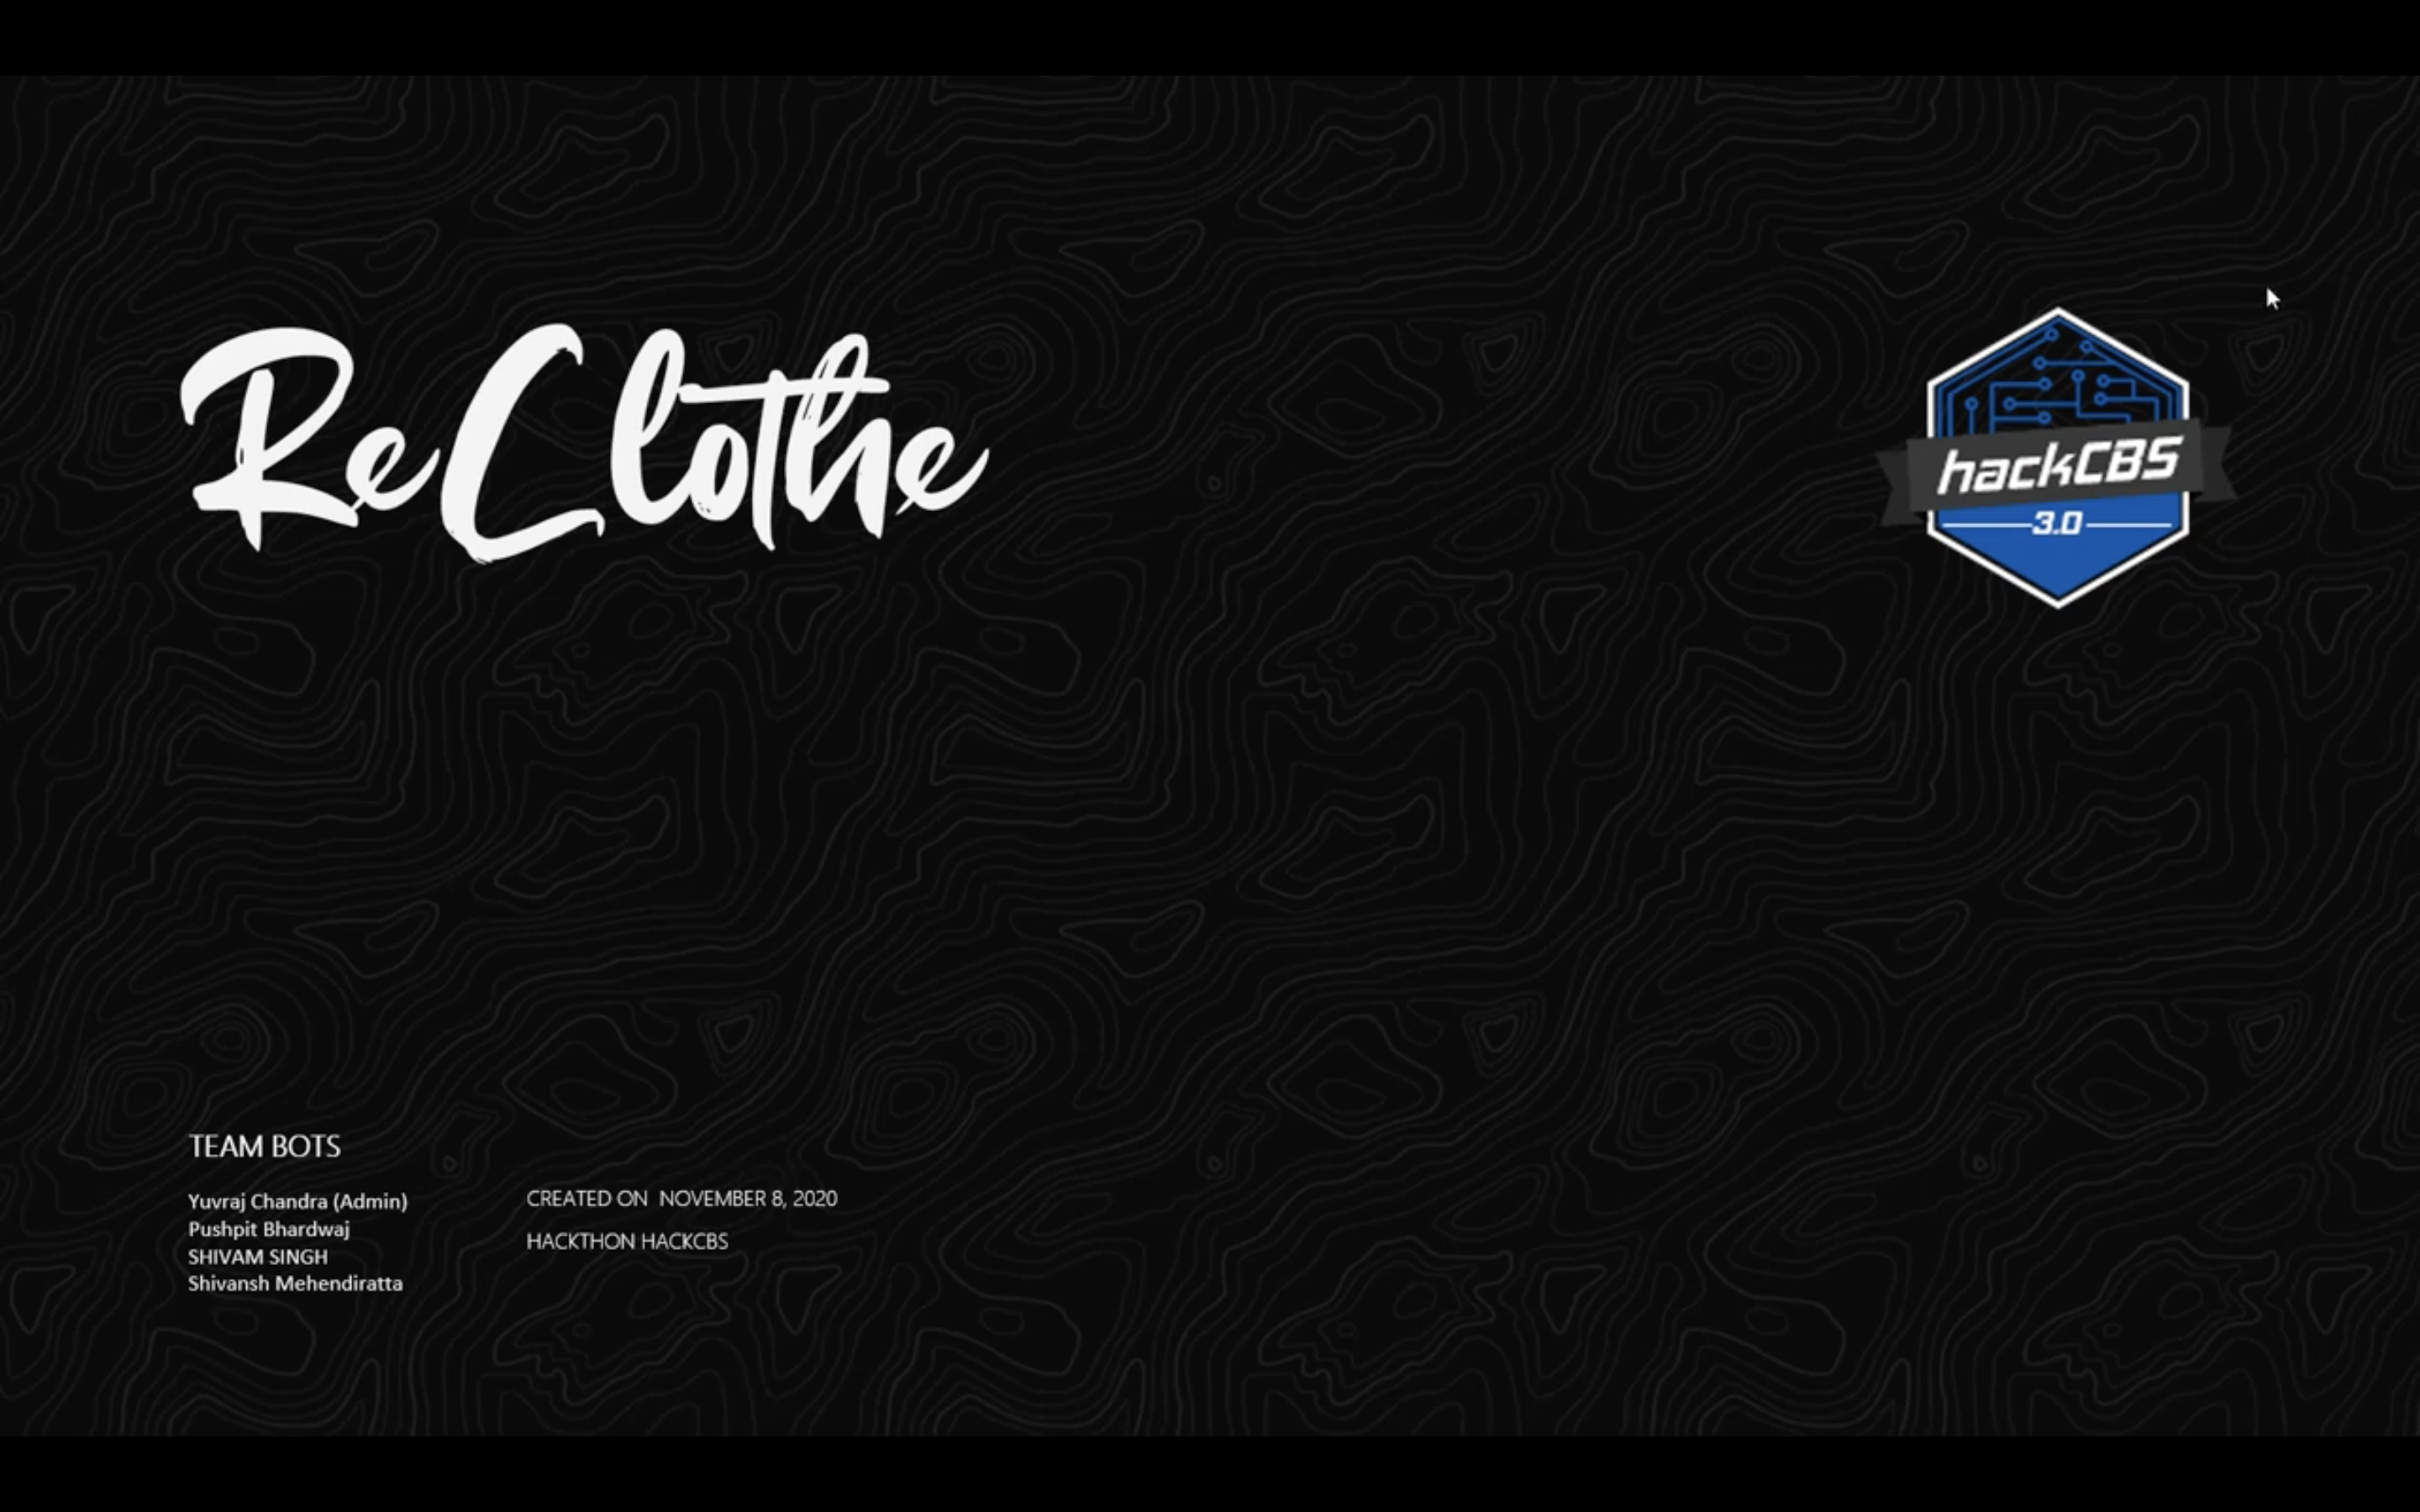 ReClothe
hackCBS
3.0
TEAM BOTS
Yuvraj Chandra (Admin)
Pushpit Bhardwaj
SHIVAM SINGH
Shivansh Mehendiratta
CREATED ON NOVEMBER 8, 2020
HACKTHON HACKCBS